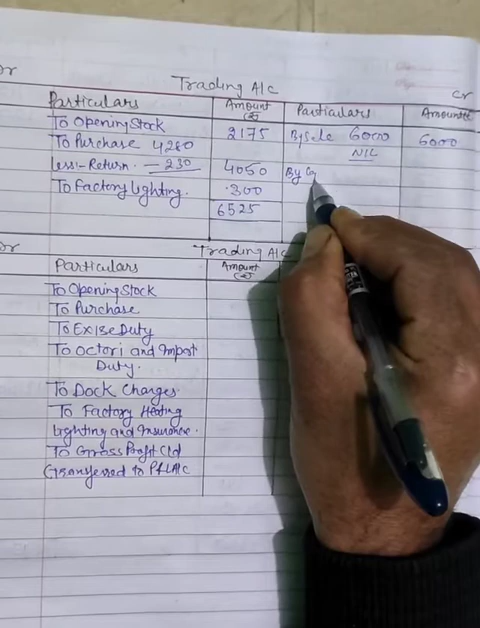 Dr
Trading A/C
Cr
Particulars Amount Particulars Amount
To Opening Stock 2175 By Sale 6000 6000
To Purchase 4280 NIL
Less:- Return. — 230 4050 By
To Factory Lighting. .300
6525
Dr
Trading A/C
Particulars Amount
To Opening Stock
To Purchase
To Exise Duty
To Octori and Impost
Duty.
To Dock Charges.
To Factory Heating
Lighting and Insurance.
To Gross Profit C/d
(transferred to P&L A/C